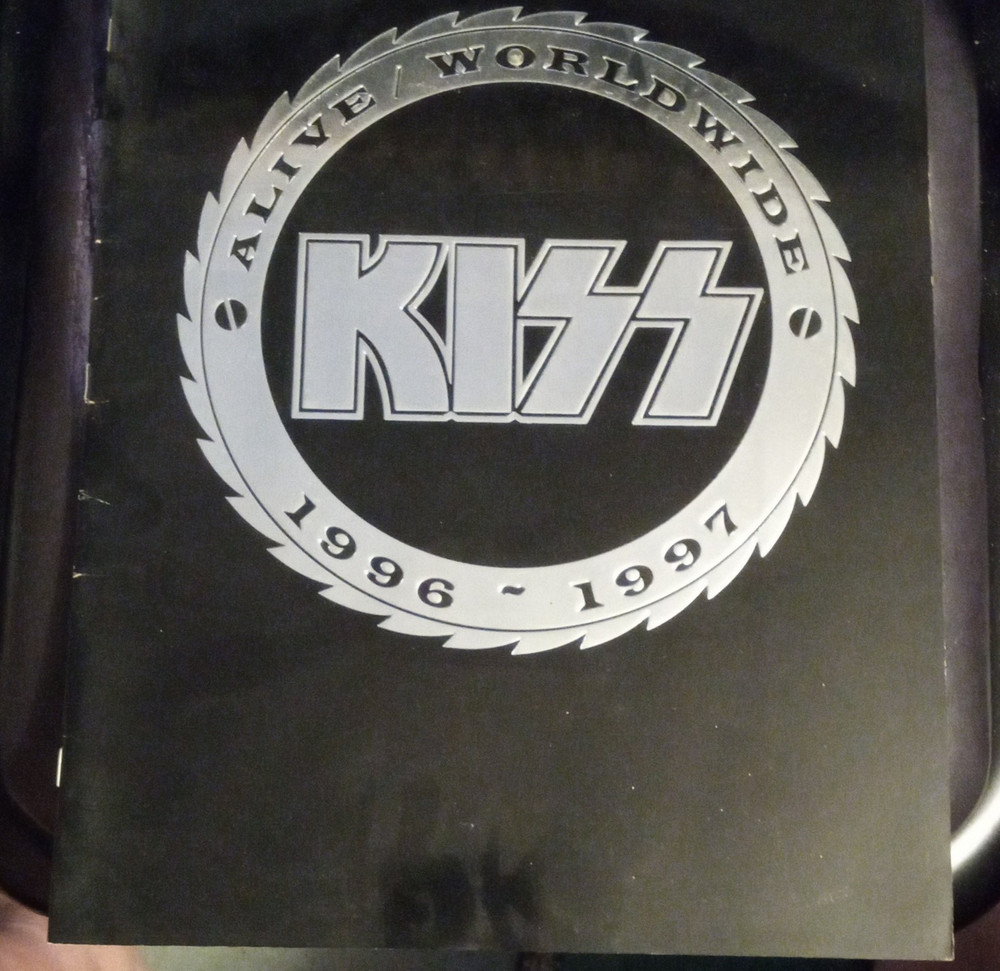 ALIVE / WORLDWIDE
KISS
1996 ~ 1997